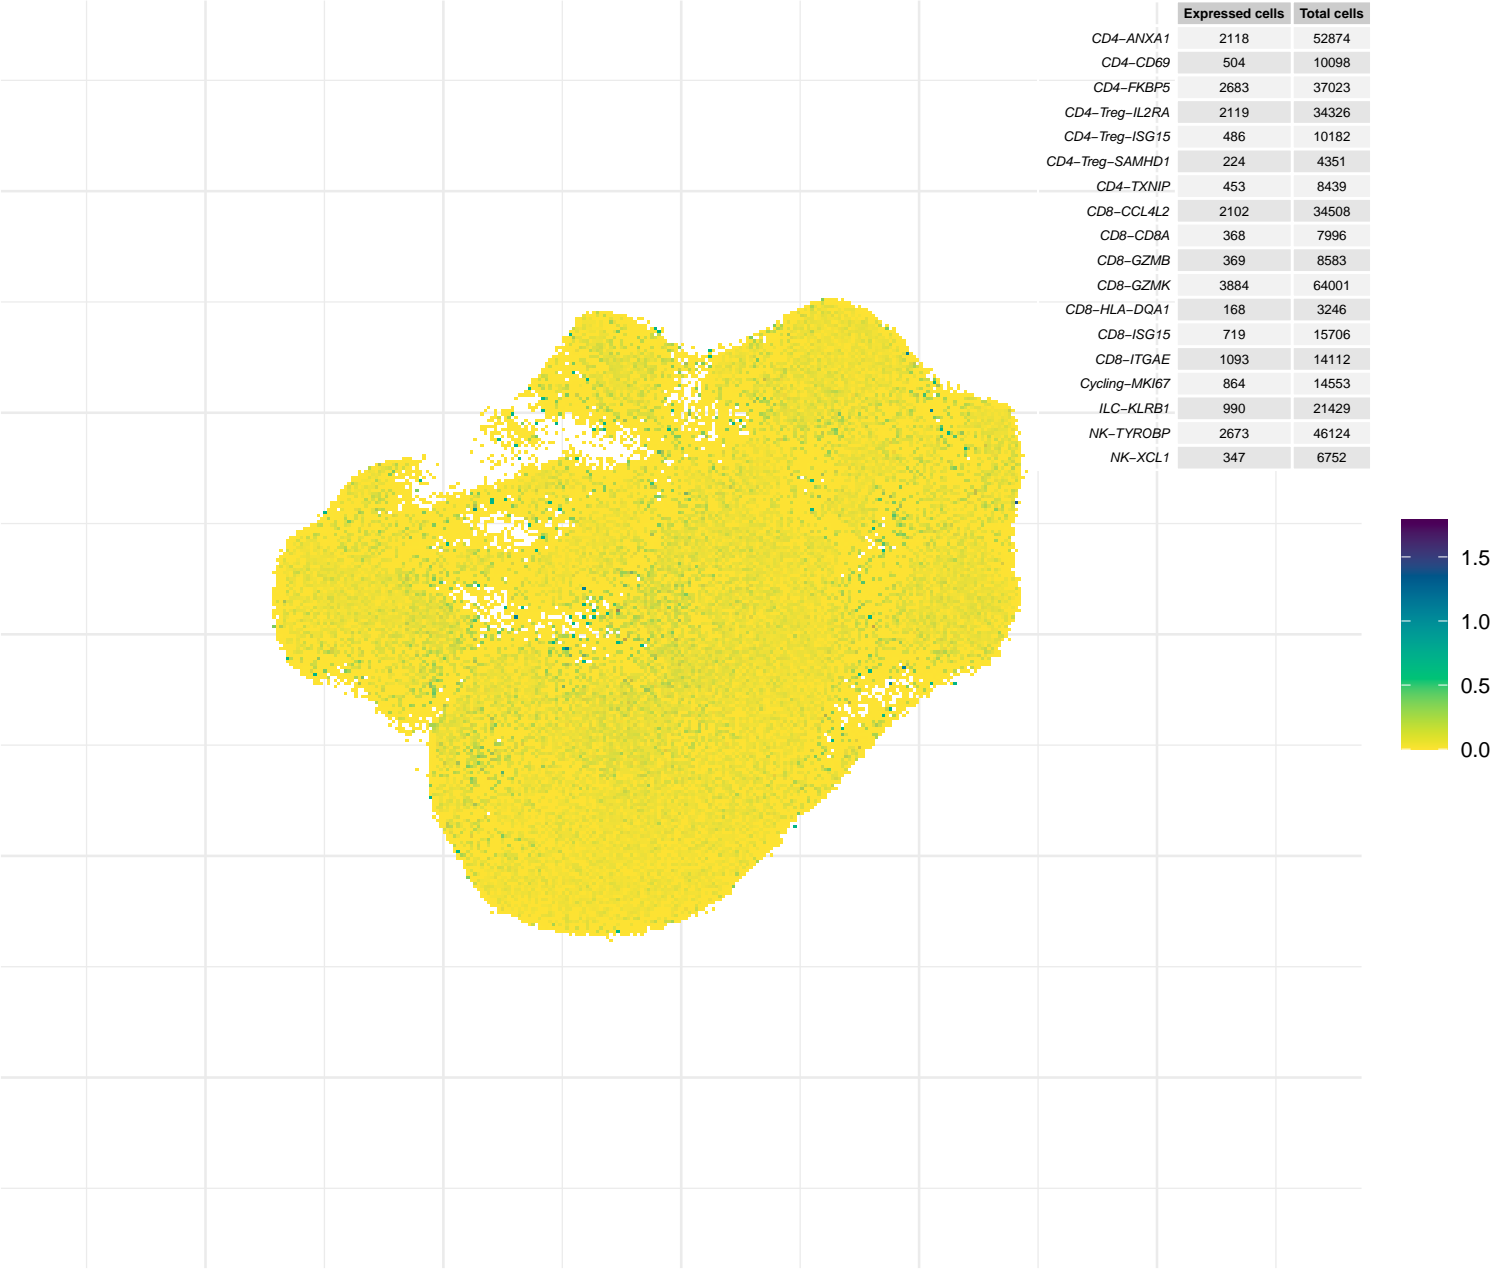 Expressed cells Total cells
CD4−ANXA1 2118 52874
CD4−CD69 504 10098
CD4−FKBP5 2683 37023
CD4−Treg−IL2RA 2119 34326
CD4−Treg−ISG15 486 10182
CD4−Treg−SAMHD1 224 4351
CD4−TXNIP 453 8439
CD8−CCL4L2 2102 34508
CD8−CD8A 368 7996
CD8−GZMB 369 8583
CD8−GZMK 3884 64001
CD8−HLA−DQA1 168 3246
CD8−ISG15 719 15706
CD8−ITGAE 1093 14112
Cycling−MKI67 864 14553
ILC−KLRB1 990 21429
NK−TYROBP 2673 46124
NK−XCL1 347 6752
1.5
1.0
0.5
0.0